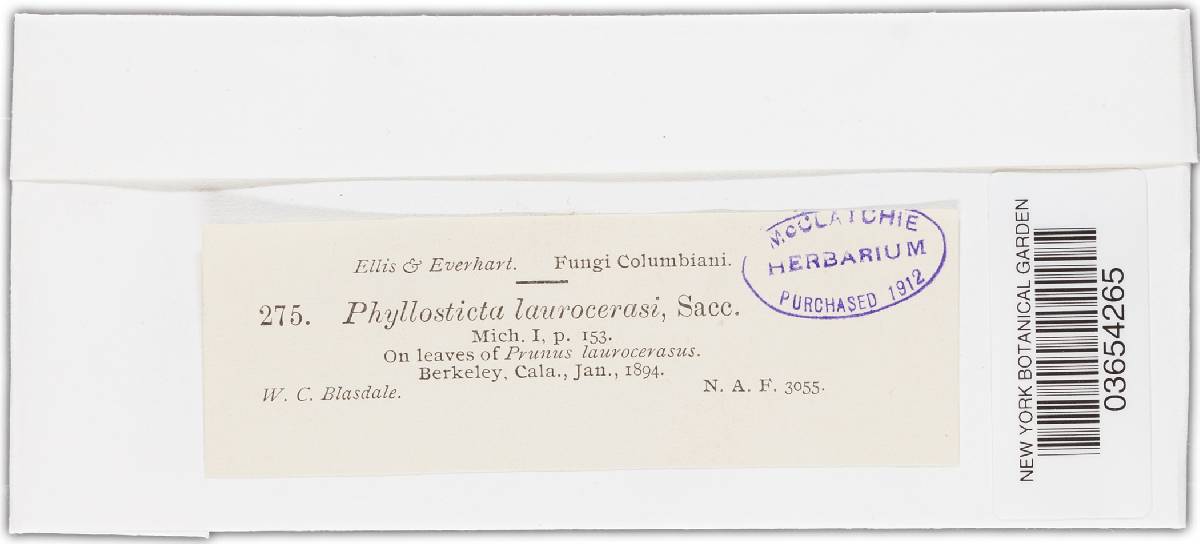 Ellis & Everhart. Fungi Columbiani.
275. Phyllosticta laurocerasi, Sacc.
Mich. I, p. 153.
On leaves of Prunus laurocerasus.
Berkeley, Cala., Jan., 1894.
W. C. Blasdale. N. A. F. 3055.
McCLATCHIE
HERBARIUM
PURCHASED 1912
NEW YORK BOTANICAL GARDEN
03654265